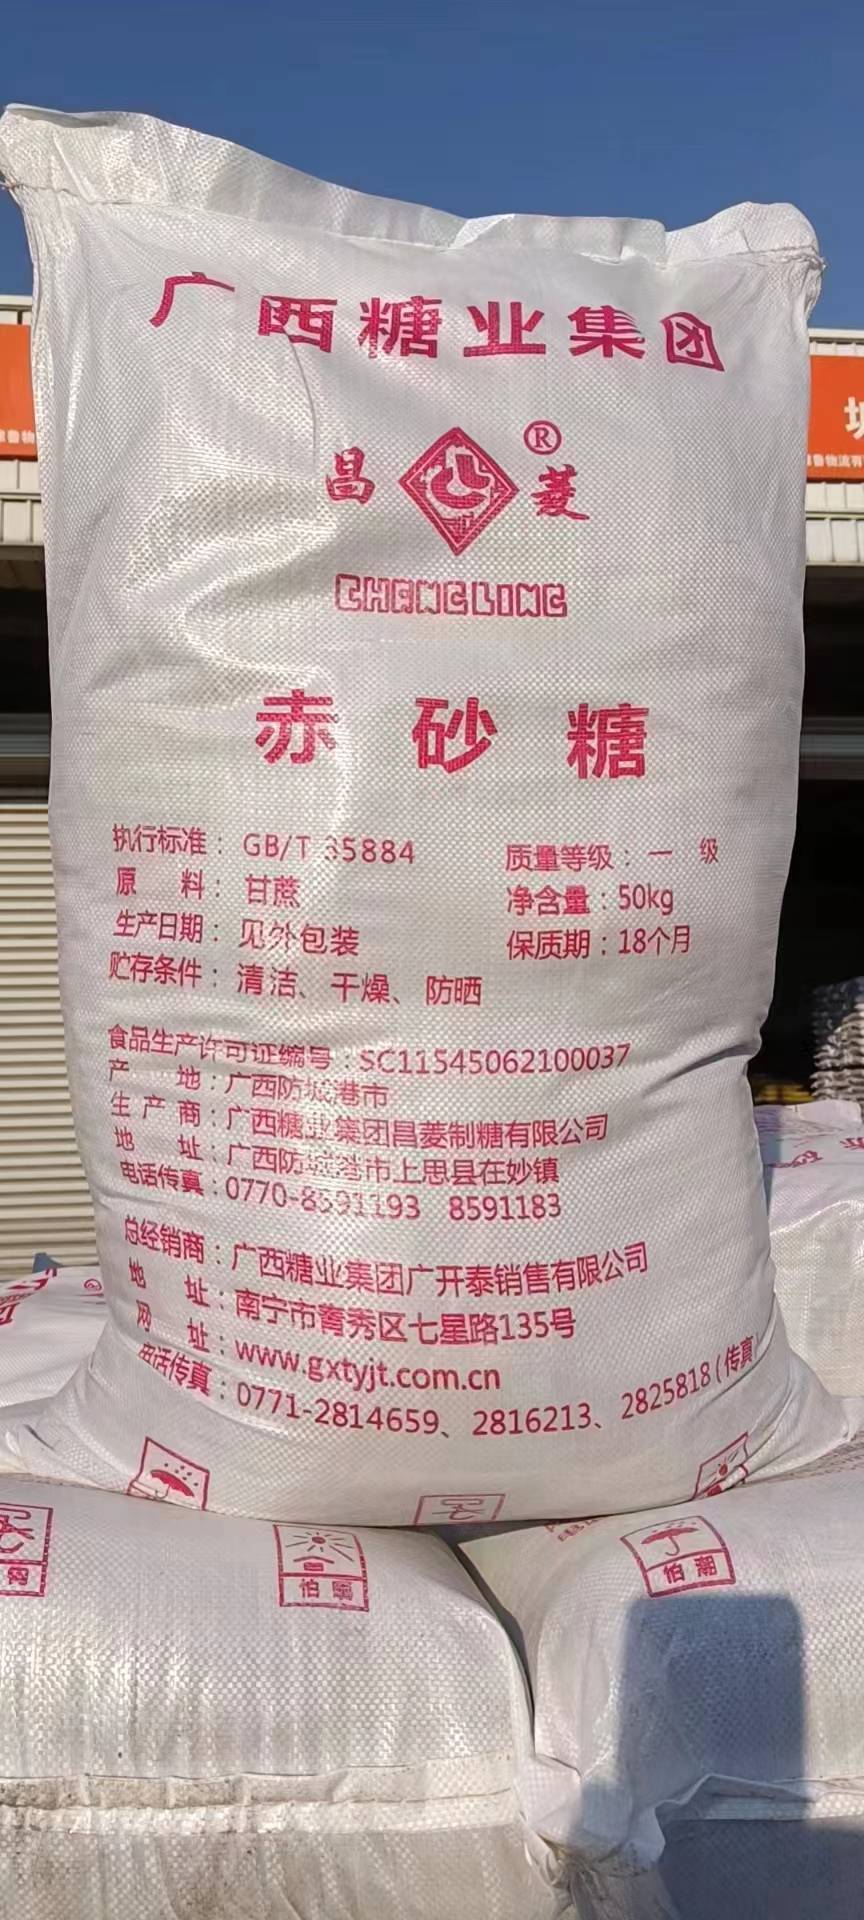 广西糖业集团
昌 ® 菱
CHANGLING
赤砂糖
执行标准：GB/T 35884 质量等级：一 级
原 料：甘蔗 净含量：50kg
生产日期：见外包装 保质期：18个月
贮存条件：清洁、干燥、防晒
食品生产许可证编号：SC11545062100037
产 地：广西防城港市
生 产 商：广西糖业集团昌菱制糖有限公司
地 址：广西防城港市上思县在妙镇
电话传真：0770-8591193 8591183
总经销商：广西糖业集团广开泰销售有限公司
地 址：南宁市菁秀区七星路135号
网 址：www.gxtyjt.com.cn
电话传真：0771-2814659、2816213、2825818（传真）
怕晒
怕潮